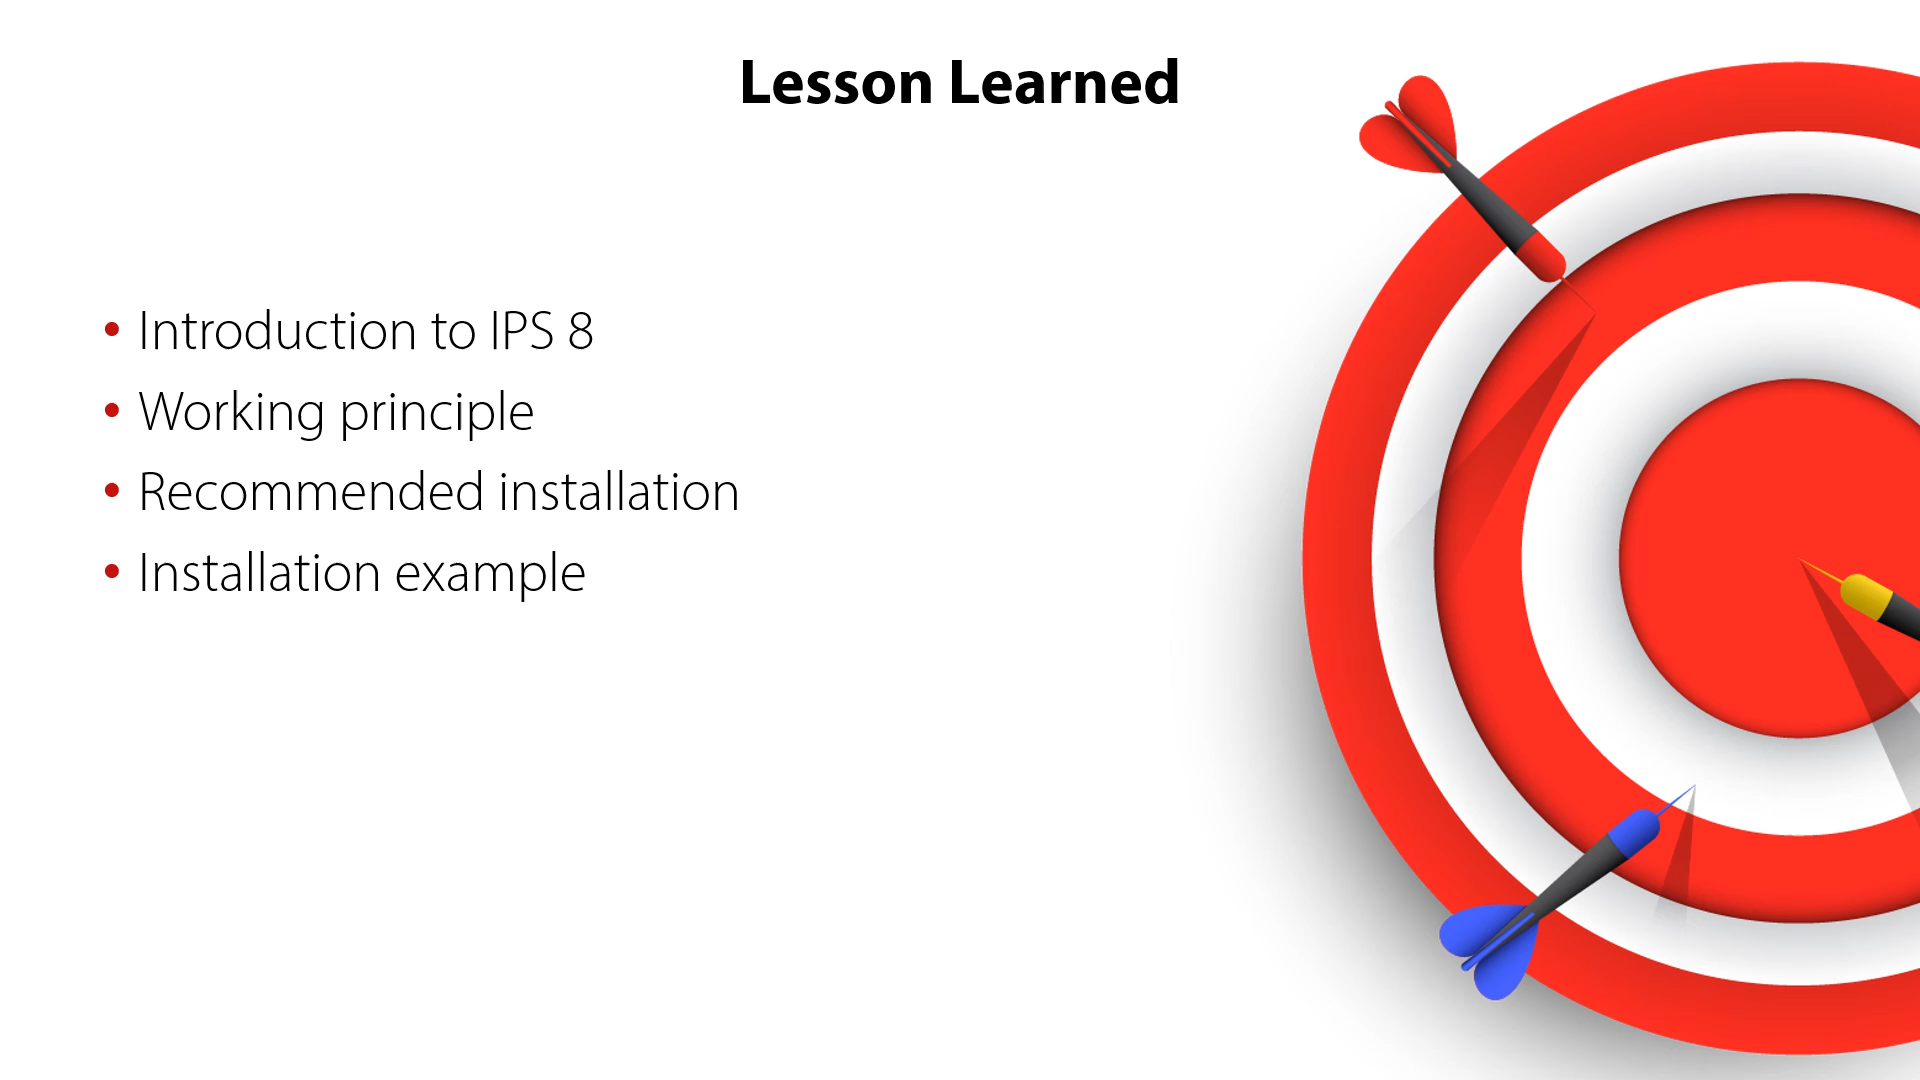 Lesson Learned
• Introduction to IPS 8
• Working principle
• Recommended installation
• Installation example